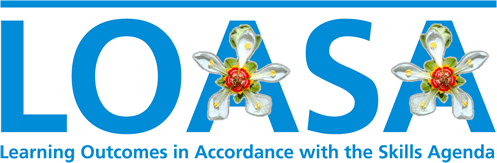 LOASA
Learning Outcomes in Accordance with the Skills Agenda